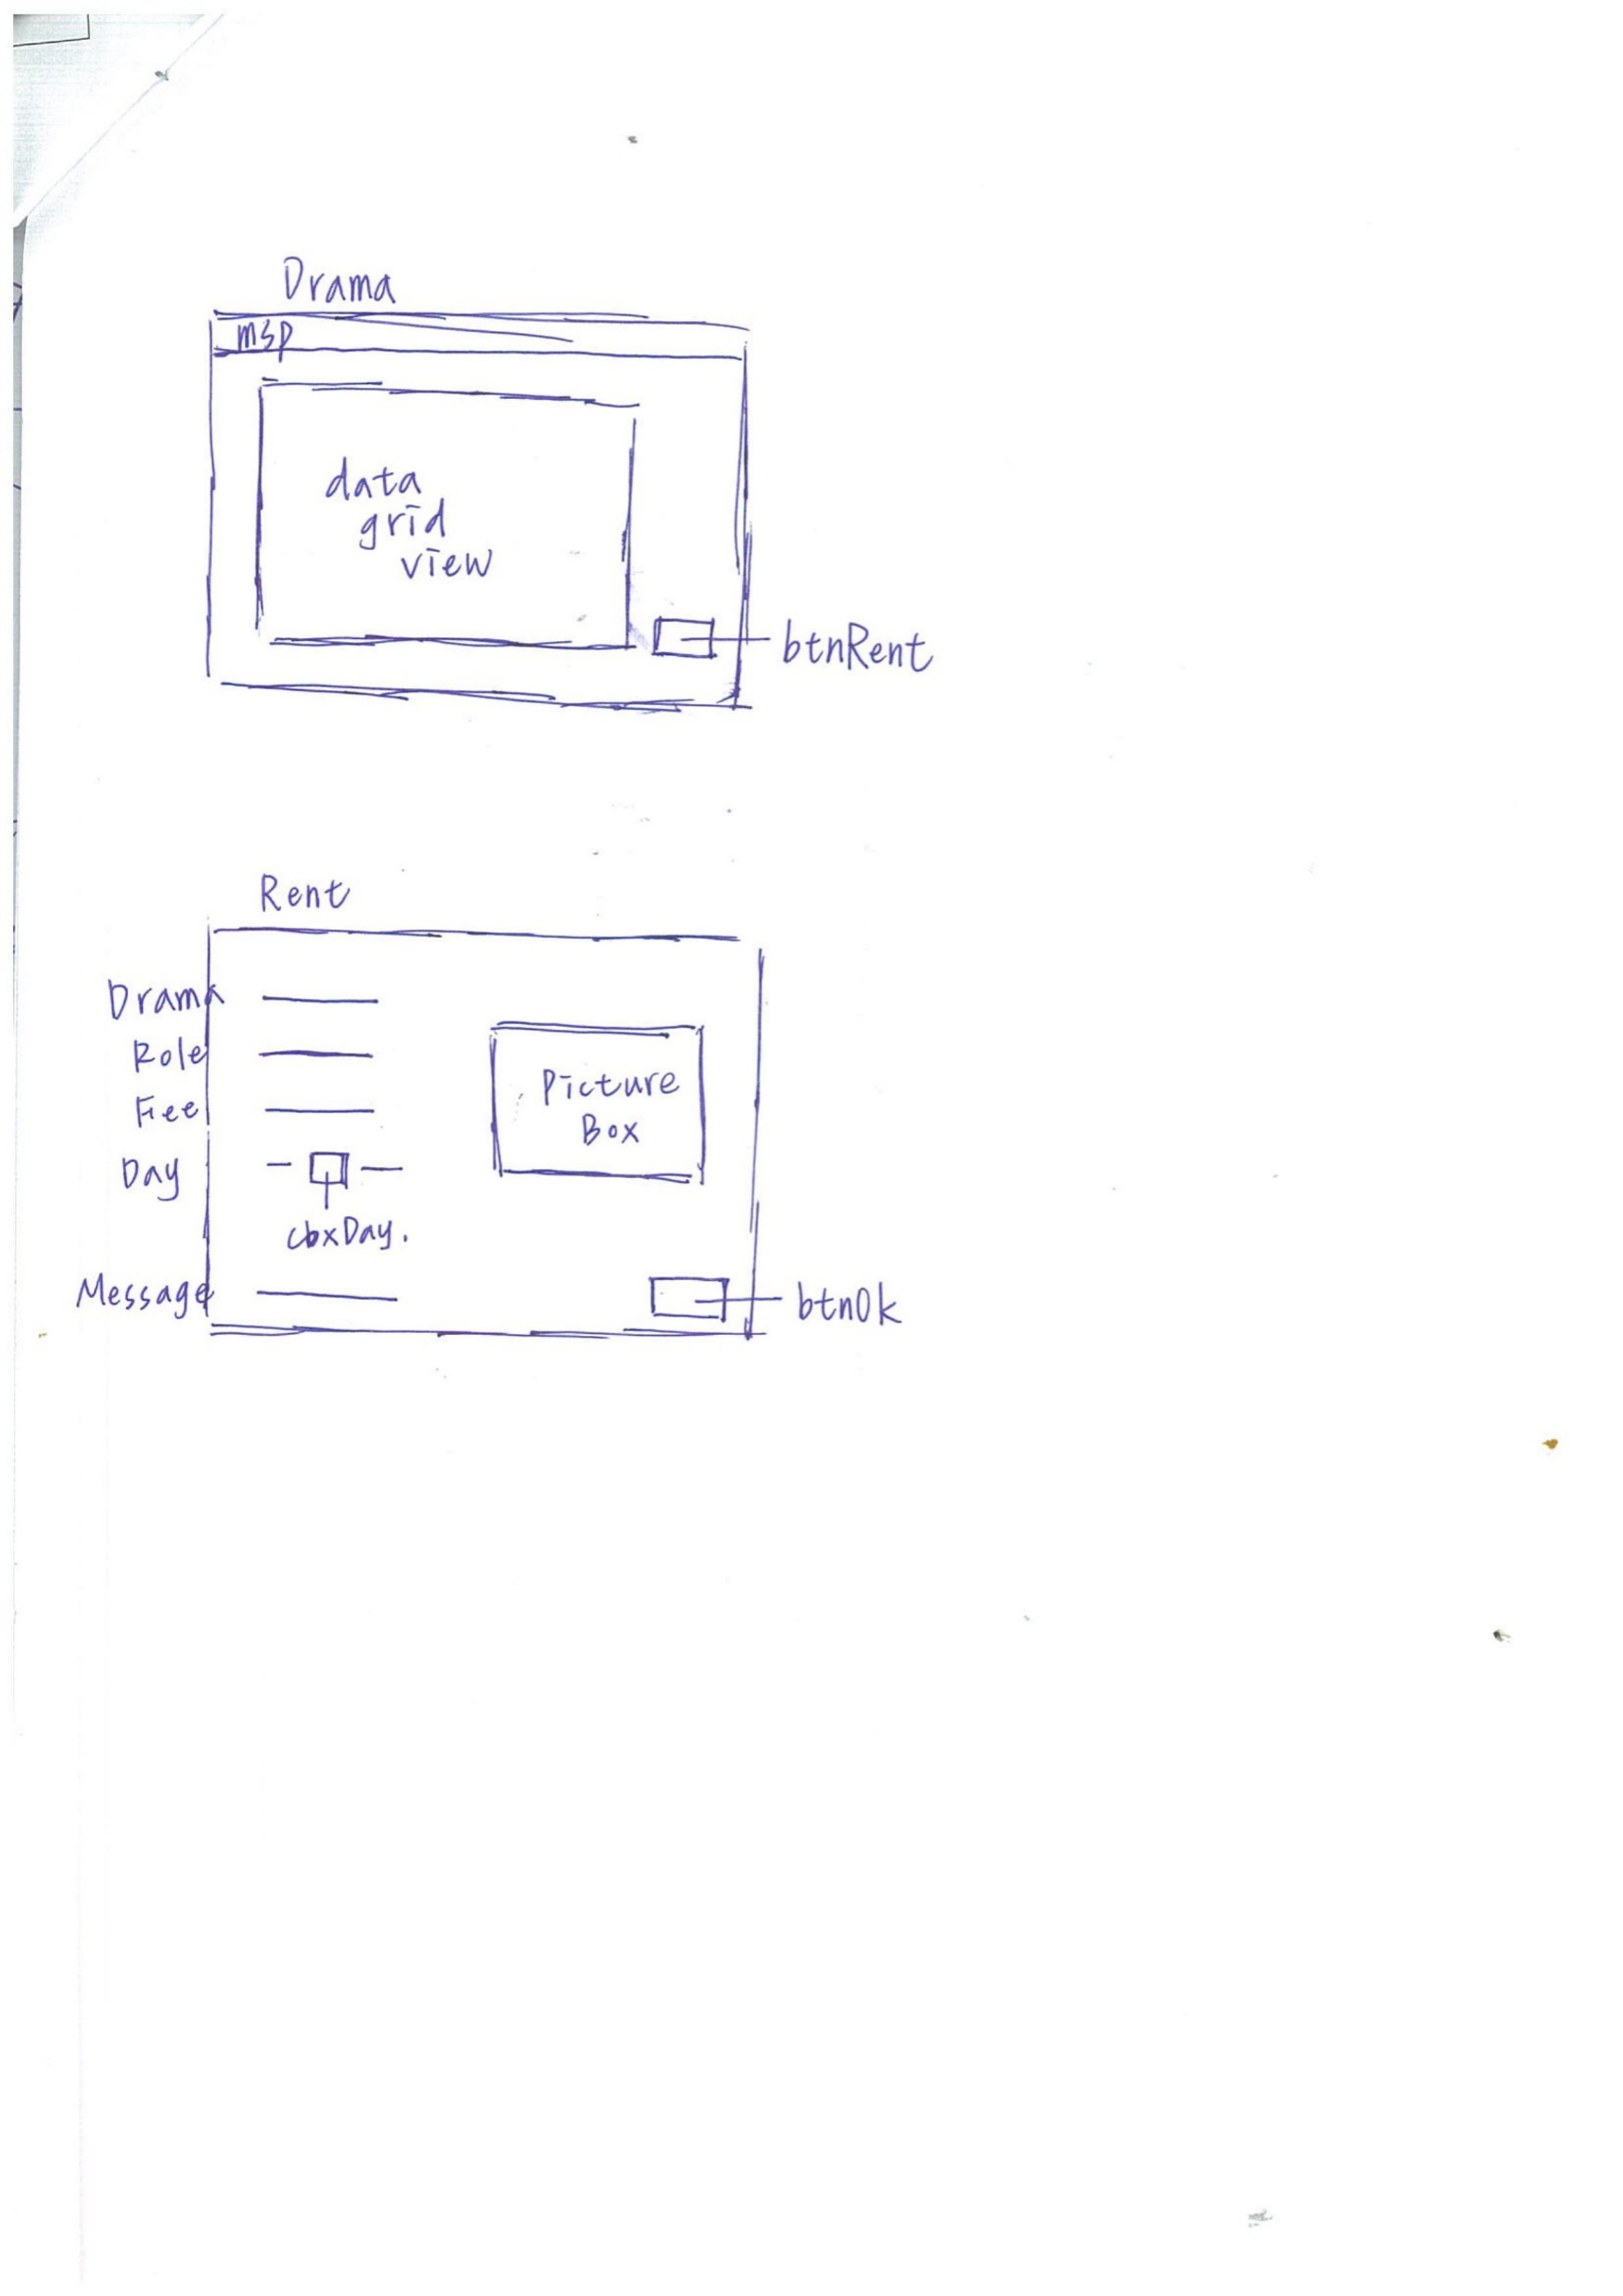 Drama
msp
data
grid
view
btnRent
Rent
Drama
Role
Fee
Picture
Box
Day
cbxDay.
Message
btnOk